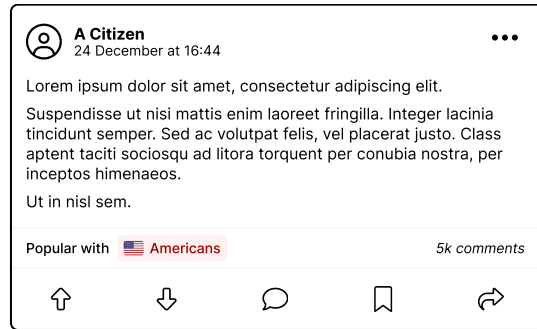 A Citizen
24 December at 16:44
Lorem ipsum dolor sit amet, consectetur adipiscing elit.
Suspendisse ut nisi mattis enim laoreet fringilla. Integer lacinia
tincidunt semper. Sed ac volutpat felis, vel placerat justo. Class
aptent taciti sociosqu ad litora torquent per conubia nostra, per
inceptos himenaeos.
Ut in nisl sem.
Popular with Americans 5k comments